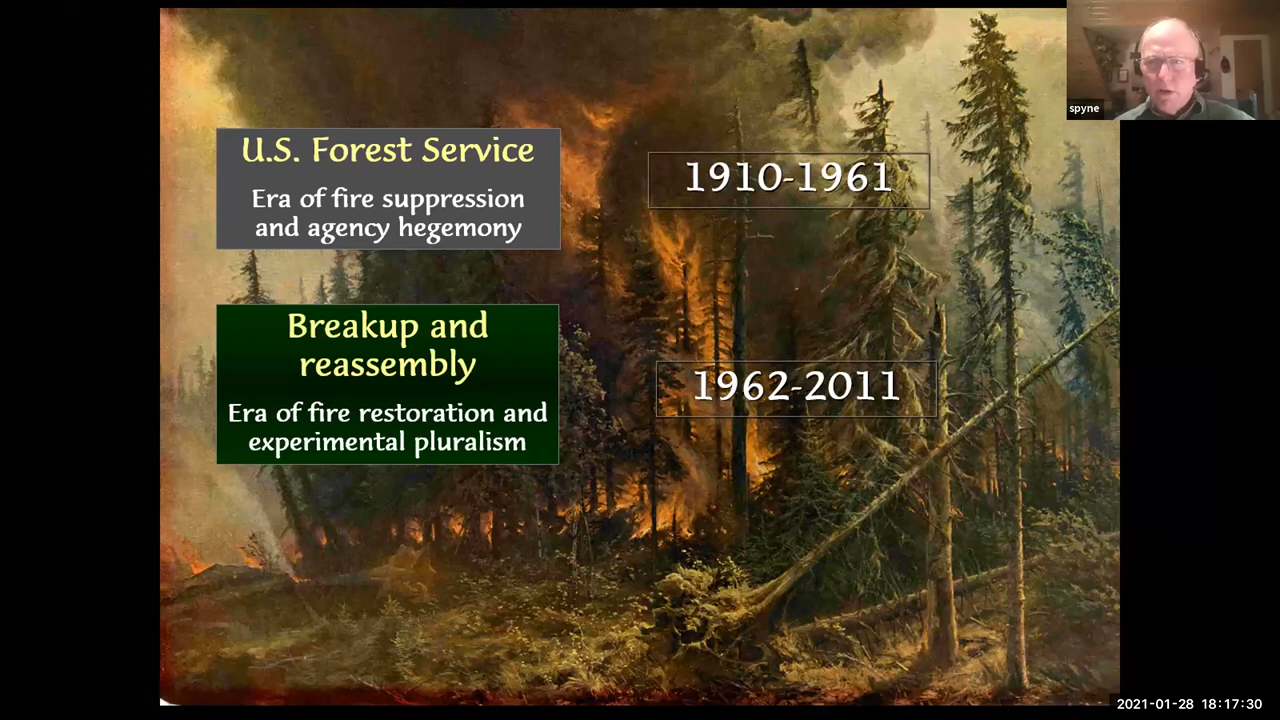 spyne
U.S. Forest Service
Era of fire suppression
and agency hegemony
1910-1961
Breakup and
reassembly
Era of fire restoration and
experimental pluralism
1962-2011
2021-01-28 18:17:30